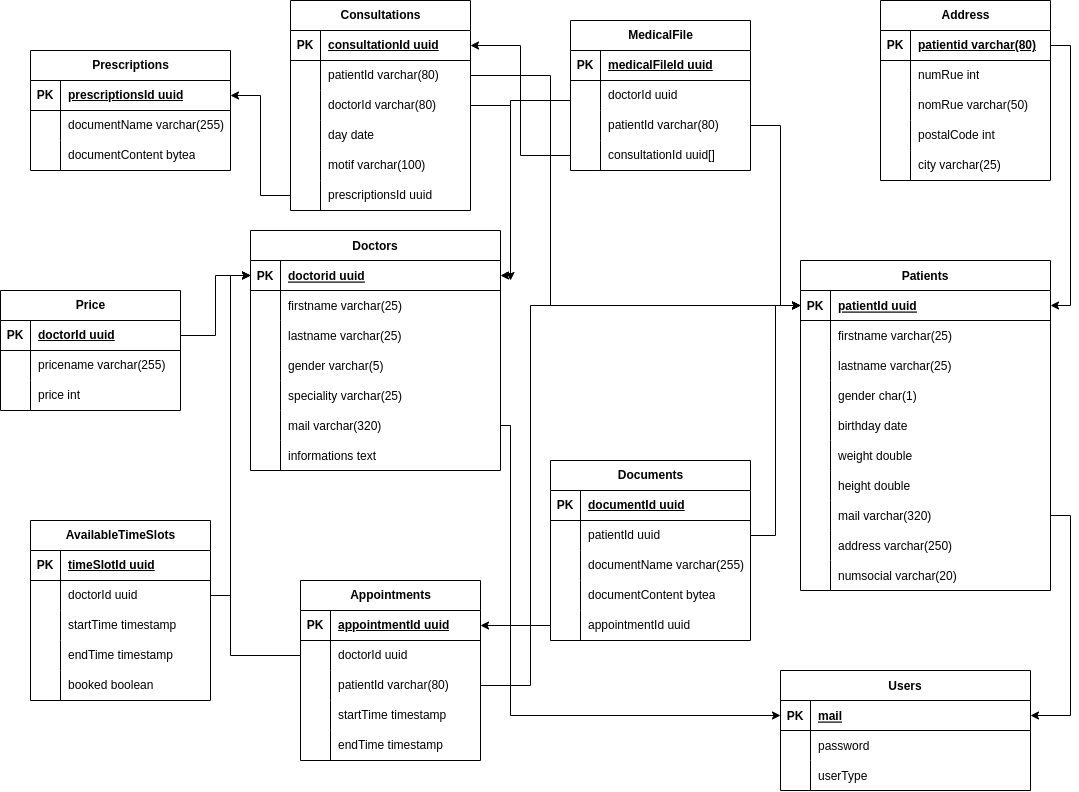 Consultations
PK consultationId uuid
patientId varchar(80)
doctorId varchar(80)
day date
motif varchar(100)
prescriptionsId uuid
MedicalFile
PK medicalFileId uuid
doctorId uuid
patientId varchar(80)
consultationId uuid[]
Address
PK patientid varchar(80)
numRue int
nomRue varchar(50)
postalCode int
city varchar(25)
Prescriptions
PK prescriptionsId uuid
documentName varchar(255)
documentContent bytea
Doctors
PK doctorid uuid
firstname varchar(25)
lastname varchar(25)
gender varchar(5)
speciality varchar(25)
mail varchar(320)
informations text
Patients
PK patientId uuid
firstname varchar(25)
lastname varchar(25)
gender char(1)
birthday date
weight double
height double
mail varchar(320)
address varchar(250)
numsocial varchar(20)
Price
PK doctorId uuid
pricename varchar(255)
price int
Documents
PK documentId uuid
patientId uuid
documentName varchar(255)
documentContent bytea
appointmentId uuid
AvailableTimeSlots
PK timeSlotId uuid
doctorId uuid
startTime timestamp
endTime timestamp
booked boolean
Appointments
PK appointmentId uuid
doctorId uuid
patientId varchar(80)
startTime timestamp
endTime timestamp
Users
PK mail
password
userType